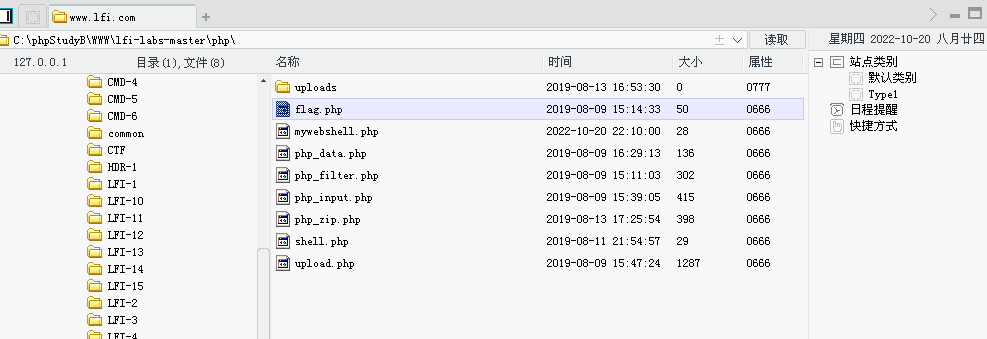 www.lfi.com
C:\phpStudyB\WWW\lfi-labs-master\php\
读取
星期四 2022-10-20 八月廿四
127.0.0.1
目录(1),文件(8)
名称 时间 大小 属性
CMD-4
CMD-5
CMD-6
common
CTF
HDR-1
LFI-1
LFI-10
LFI-11
LFI-12
LFI-13
LFI-14
LFI-15
LFI-2
LFI-3
LFI-4
uploads 2019-08-13 16:53:30 0 0777
flag.php 2019-08-09 15:14:33 50 0666
mywebshell.php 2022-10-20 22:10:00 28 0666
php_data.php 2019-08-09 16:29:13 136 0666
php_filter.php 2019-08-09 15:11:03 302 0666
php_input.php 2019-08-09 15:39:05 415 0666
php_zip.php 2019-08-13 17:25:54 398 0666
shell.php 2019-08-11 21:54:57 29 0666
upload.php 2019-08-09 15:47:24 1287 0666
站点类别
默认类别
Type1
日程提醒
快捷方式